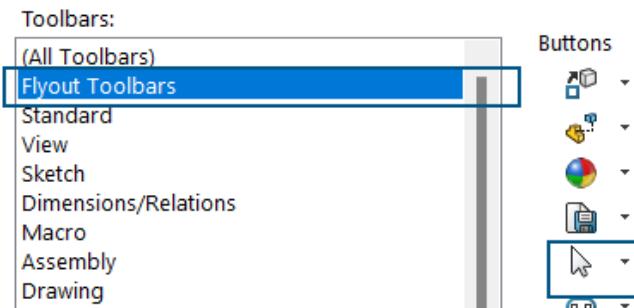 Toolbars:
(All Toolbars)
Flyout Toolbars
Standard
View
Sketch
Dimensions/Relations
Macro
Assembly
Drawing
Buttons